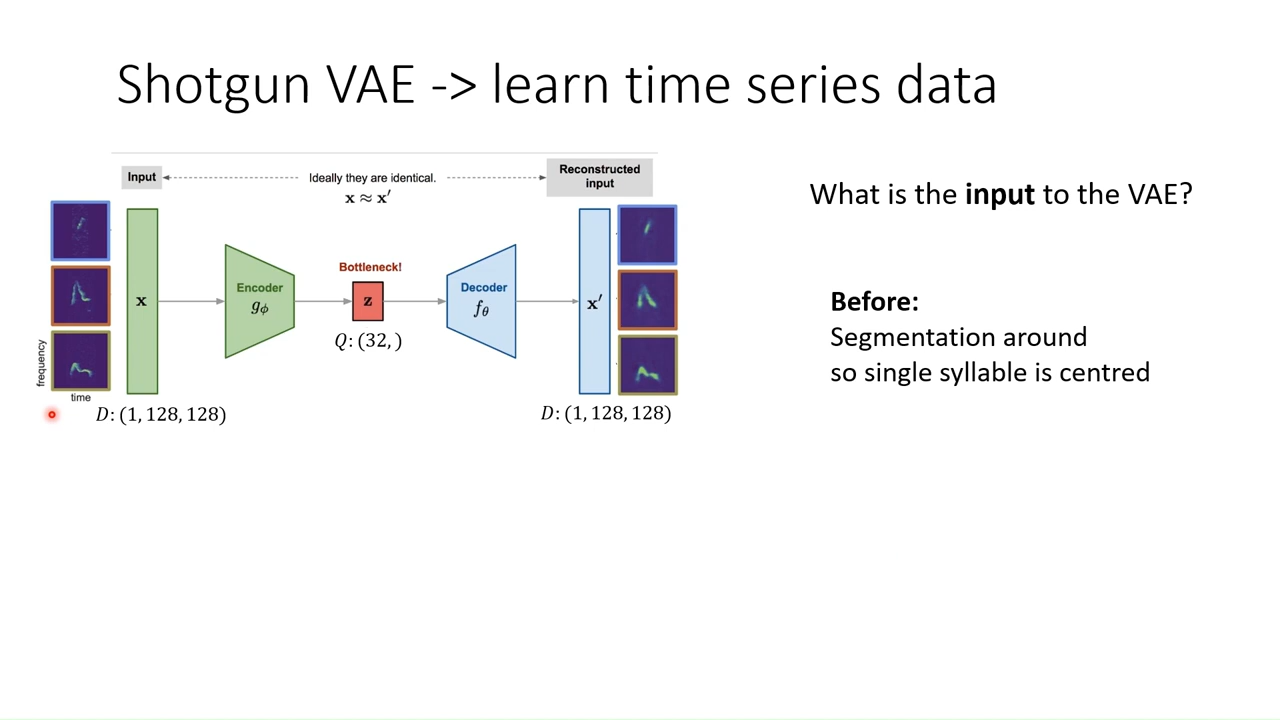 Shotgun VAE -> learn time series data
Input
Ideally they are identical.
x ≈ x′
Reconstructed
input
What is the input to the VAE?
Before:
Segmentation around
so single syllable is centred
x
Encoder
gϕ
Bottleneck!
z
Q: (32, )
Decoder
fθ
x′
frequency
time
D: (1, 128, 128)
D: (1, 128, 128)